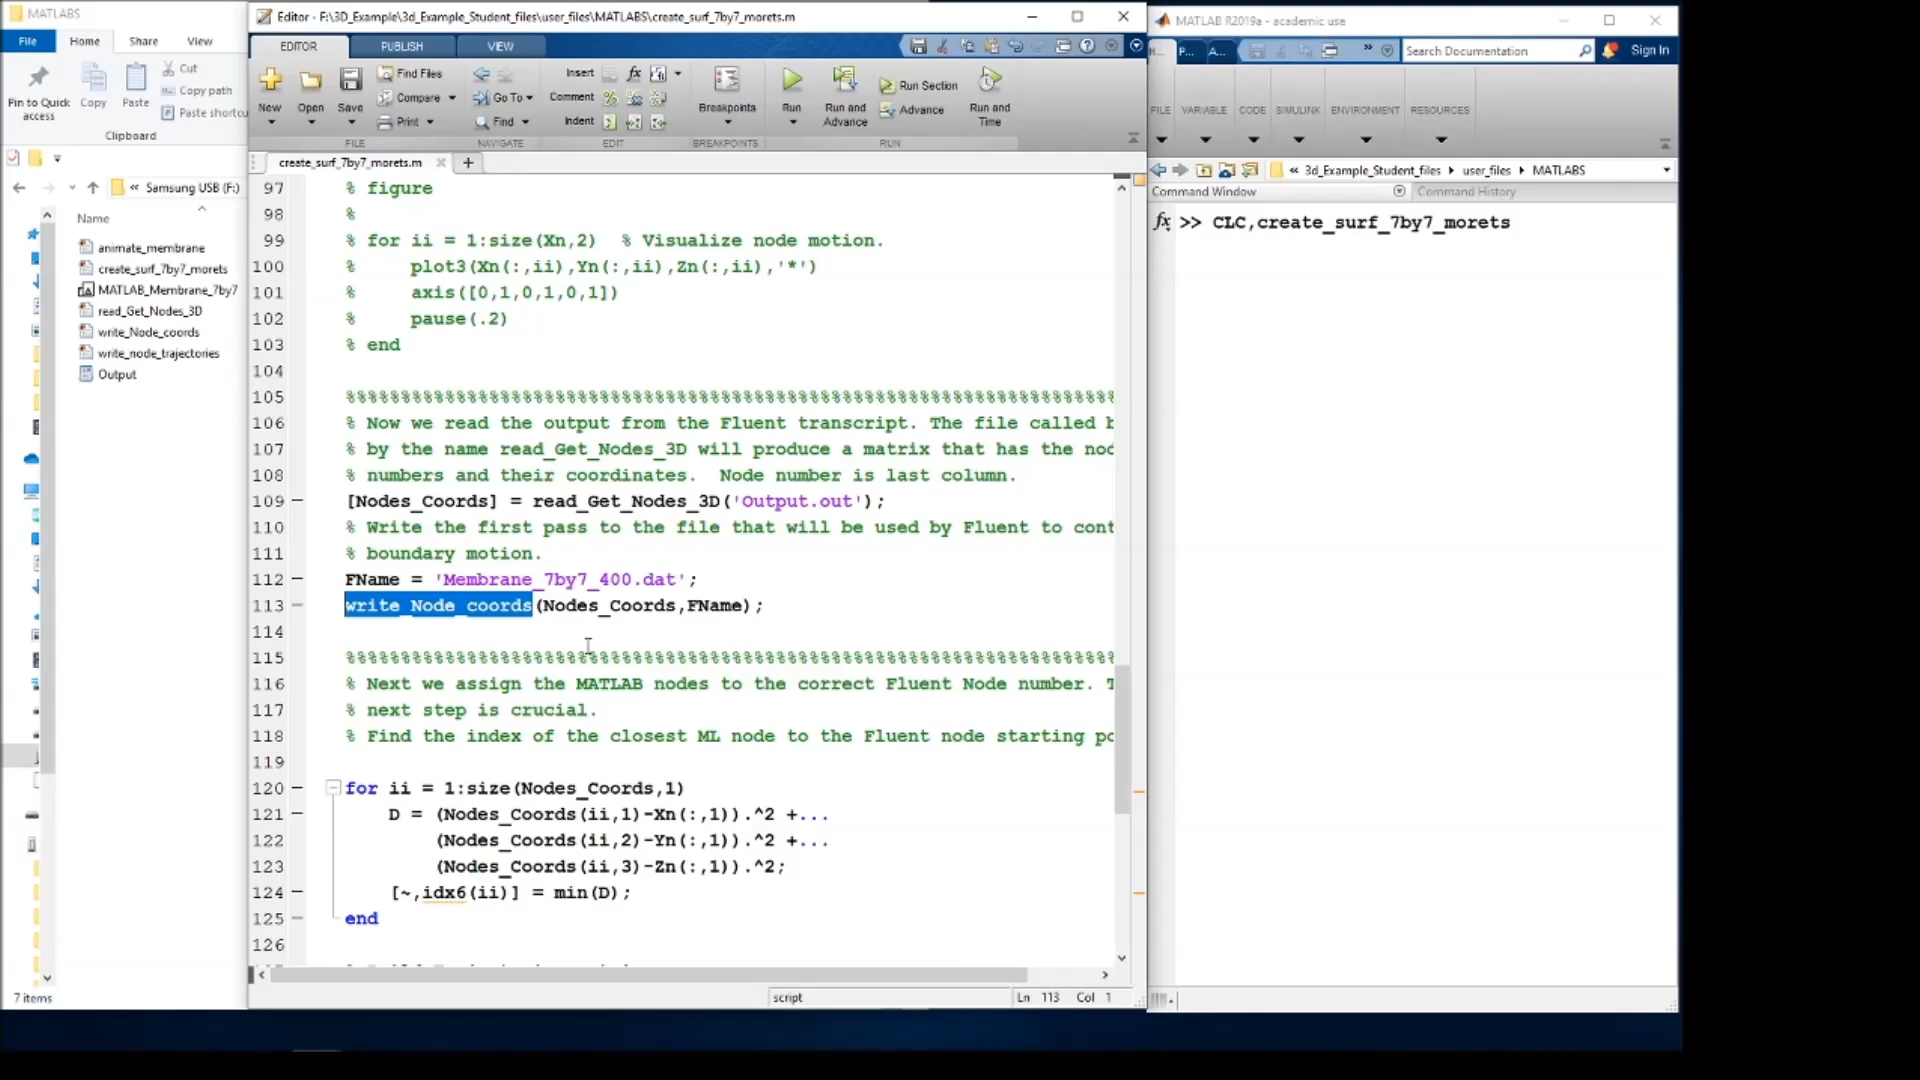 MATLABS
File Home Share View
Pin to Quick access
Copy
Paste
Cut
Copy path
Paste shortcu
Clipboard
Samsung USB (F:)
Name
animate_membrane
create_surf_7by7_morets
MATLAB_Membrane_7by7
read_Get_Nodes_3D
write_Node_coords
write_node_trajectories
Output
7 items
Editor - F:\3D_Example\3d_Example_Student_files\user_files\MATLABS\create_surf_7by7_morets.m
EDITOR PUBLISH VIEW
New Open Save
Find Files
Compare
Print
FILE
Go To
Find
NAVIGATE
Insert
Comment
Indent
EDIT
Breakpoints
BREAKPOINTS
Run
Run and Advance
Run Section
Advance
Run and Time
RUN
create_surf_7by7_morets.m
97 % figure
98 %
99 % for ii = 1:size(Xn,2)  % Visualize node motion.
100 %     plot3(Xn(:,ii),Yn(:,ii),Zn(:,ii),'*')
101 %     axis([0,1,0,1,0,1])
102 %     pause(.2)
103 % end
104
105 %%%%%%%%%%%%%%%%%%%%%%%%%%%%%%%%%%%%%%%%%%%%%%%%%%%%%%%%%%%%%%%%%%%%%%%%
106 % Now we read the output from the Fluent transcript. The file called b
107 % by the name read_Get_Nodes_3D will produce a matrix that has the nod
108 % numbers and their coordinates.  Node number is last column.
109 [Nodes_Coords] = read_Get_Nodes_3D('Output.out');
110 % Write the first pass to the file that will be used by Fluent to cont
111 % boundary motion.
112 FName = 'Membrane_7by7_400.dat';
113 write_Node_coords(Nodes_Coords,FName);
114
115 %%%%%%%%%%%%%%%%%%%%%%%%%%%%%%%%%%%%%%%%%%%%%%%%%%%%%%%%%%%%%%%%%%%%%%%%
116 % Next we assign the MATLAB nodes to the correct Fluent Node number. T
117 % next step is crucial.
118 % Find the index of the closest ML node to the Fluent node starting po
119
120 for ii = 1:size(Nodes_Coords,1)
121     D = (Nodes_Coords(ii,1)-Xn(:,1)).^2 +...
122         (Nodes_Coords(ii,2)-Yn(:,1)).^2 +...
123         (Nodes_Coords(ii,3)-Zn(:,1)).^2;
124     [~,idx6(ii)] = min(D);
125 end
126
script
Ln 113 Col 1
MATLAB R2019a - academic use
H... P... A...
Search Documentation
Sign In
FILE VARIABLE CODE SIMULINK ENVIRONMENT RESOURCES
« 3d_Example_Student_files ▸ user_files ▸ MATLABS
Command Window
Command History
fx >> CLC,create_surf_7by7_morets